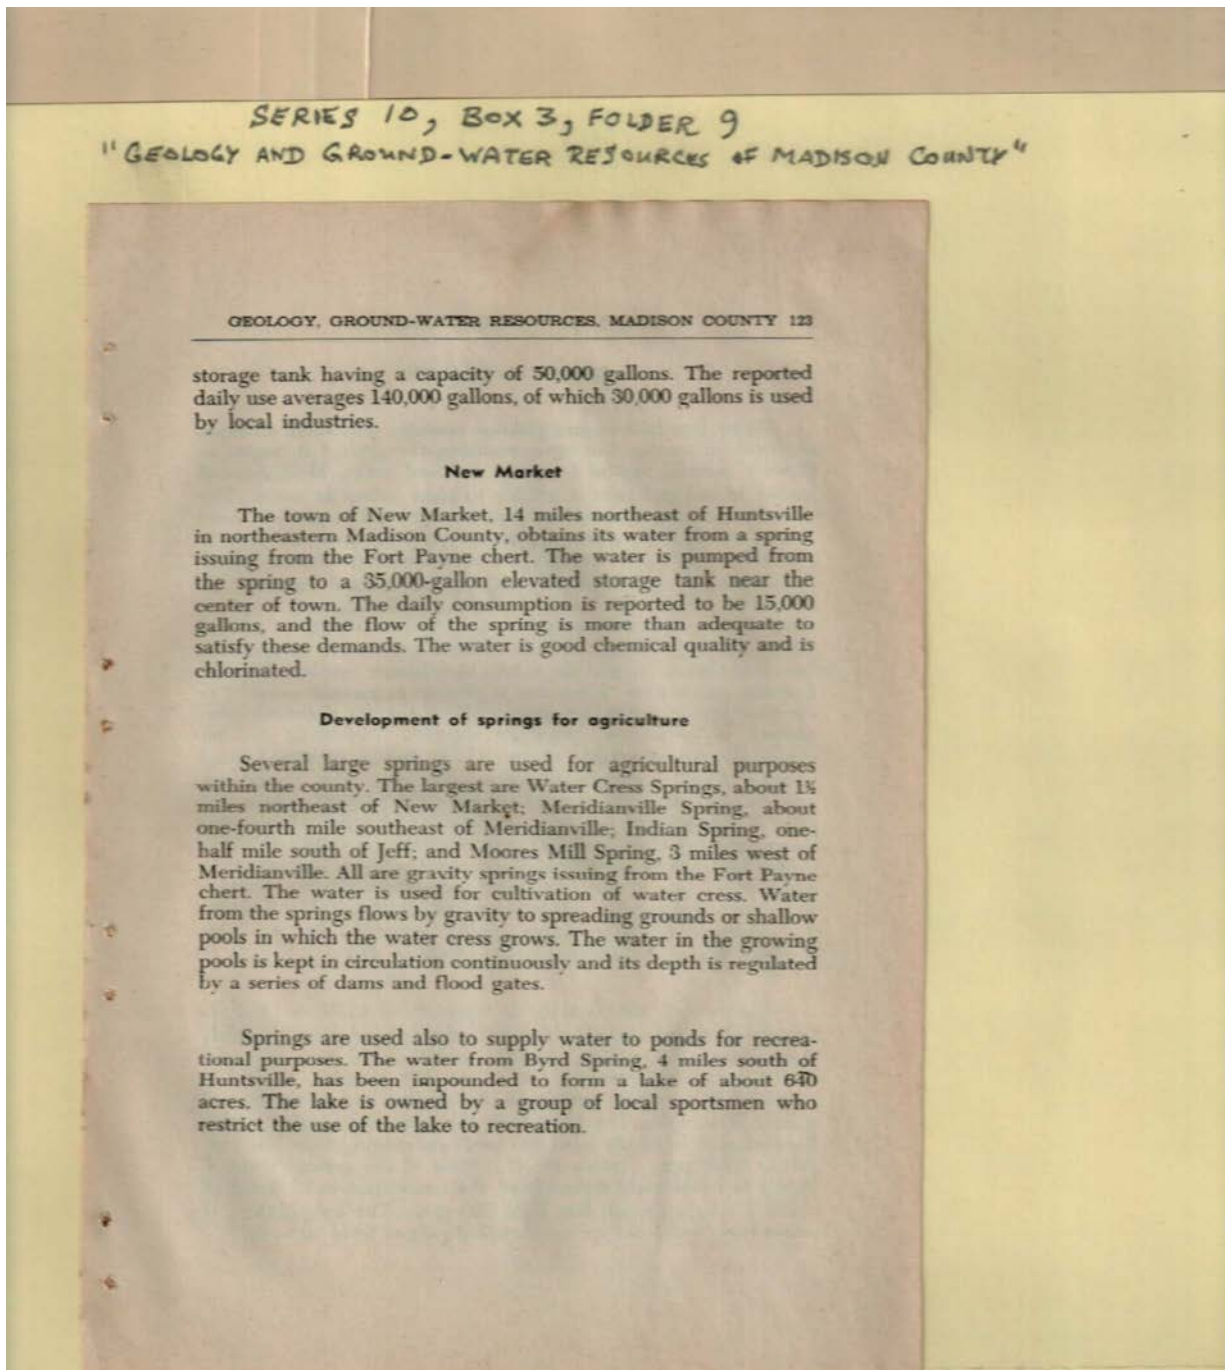 SERIES 10, BOX 3, FOLDER 9
"GEOLOGY AND GROUND-WATER RESOURCES OF MADISON COUNTY"
GEOLOGY, GROUND-WATER RESOURCES, MADISON COUNTY 123
storage tank having a capacity of 50,000 gallons. The reported
daily use averages 140,000 gallons, of which 30,000 gallons is used
by local industries.
New Market
The town of New Market, 14 miles northeast of Huntsville
in northeastern Madison County, obtains its water from a spring
issuing from the Fort Payne chert. The water is pumped from
the spring to a 35,000-gallon elevated storage tank near the
center of town. The daily consumption is reported to be 15,000
gallons, and the flow of the spring is more than adequate to
satisfy these demands. The water is good chemical quality and is
chlorinated.
Development of springs for agriculture
Several large springs are used for agricultural purposes
within the county. The largest are Water Cress Springs, about 1½
miles northeast of New Market; Meridianville Spring, about
one-fourth mile southeast of Meridianville; Indian Spring, one-
half mile south of Jeff; and Moores Mill Spring, 3 miles west of
Meridianville. All are gravity springs issuing from the Fort Payne
chert. The water is used for cultivation of water cress. Water
from the springs flows by gravity to spreading grounds or shallow
pools in which the water cress grows. The water in the growing
pools is kept in circulation continuously and its depth is regulated
by a series of dams and flood gates.
Springs are used also to supply water to ponds for recrea-
tional purposes. The water from Byrd Spring, 4 miles south of
Huntsville, has been impounded to form a lake of about 640
acres. The lake is owned by a group of local sportsmen who
restrict the use of the lake to recreation.